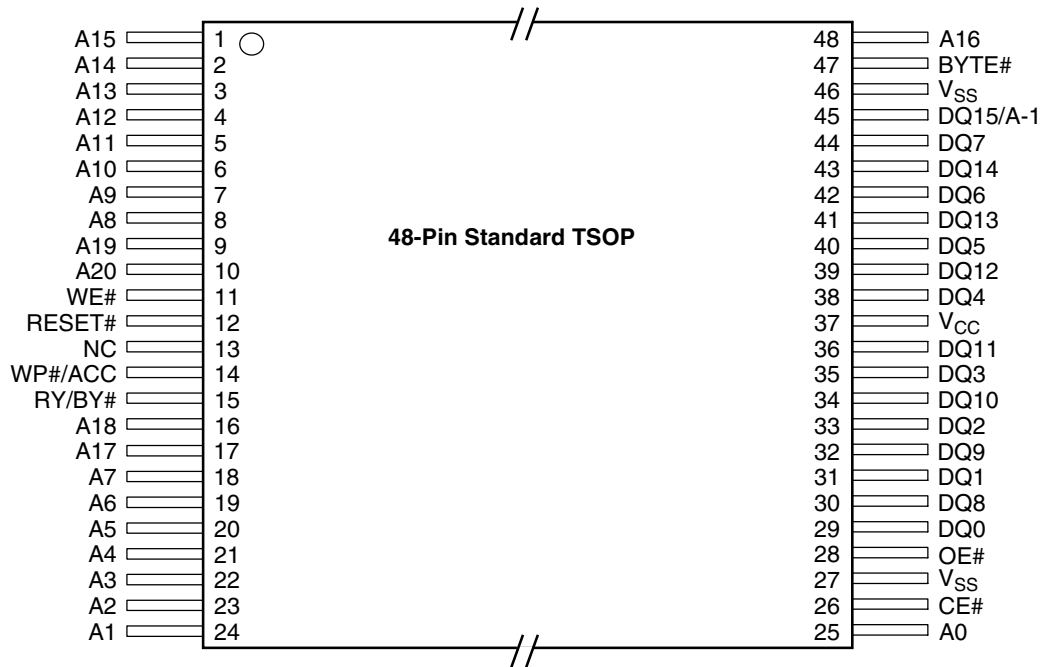 A15 1 48 A16
A14 2 47 BYTE#
A13 3 46 VSS
A12 4 45 DQ15/A-1
A11 5 44 DQ7
A10 6 43 DQ14
A9 7 42 DQ6
A8 8 41 DQ13
48-Pin Standard TSOP
A19 9 40 DQ5
A20 10 39 DQ12
WE# 11 38 DQ4
RESET# 12 37 VCC
NC 13 36 DQ11
WP#/ACC 14 35 DQ3
RY/BY# 15 34 DQ10
A18 16 33 DQ2
A17 17 32 DQ9
A7 18 31 DQ1
A6 19 30 DQ8
A5 20 29 DQ0
A4 21 28 OE#
A3 22 27 VSS
A2 23 26 CE#
A1 24 25 A0